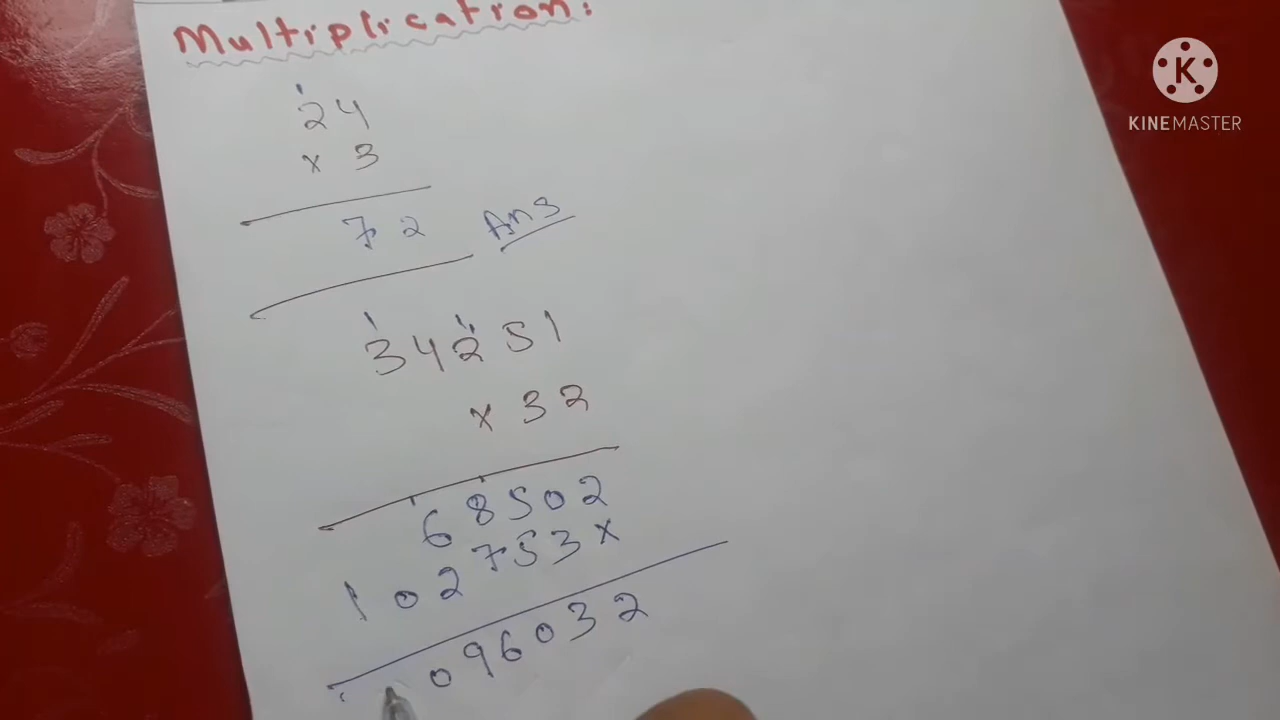 Multiplication:
24
x 3
72 Ans
34251
x 32
68502
102753x
096032
KINEMASTER